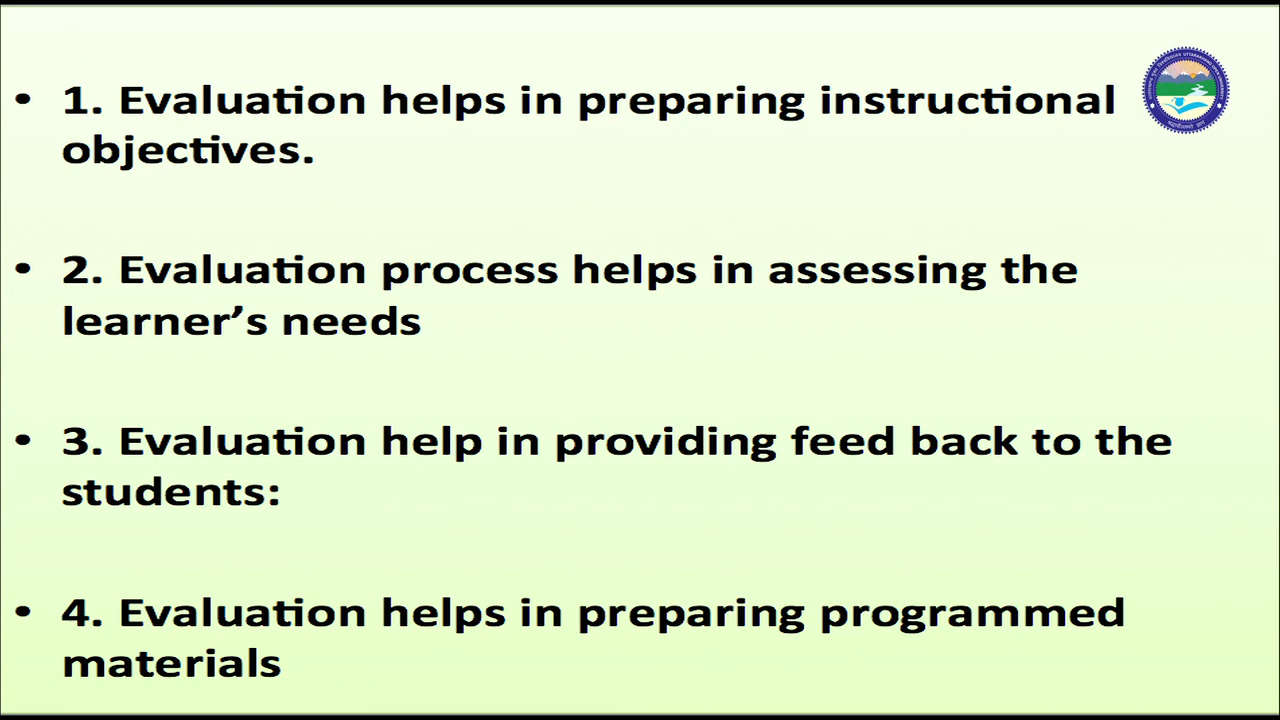 • 1. Evaluation helps in preparing instructional
objectives.
• 2. Evaluation process helps in assessing the
learner’s needs
• 3. Evaluation help in providing feed back to the
students:
• 4. Evaluation helps in preparing programmed
materials